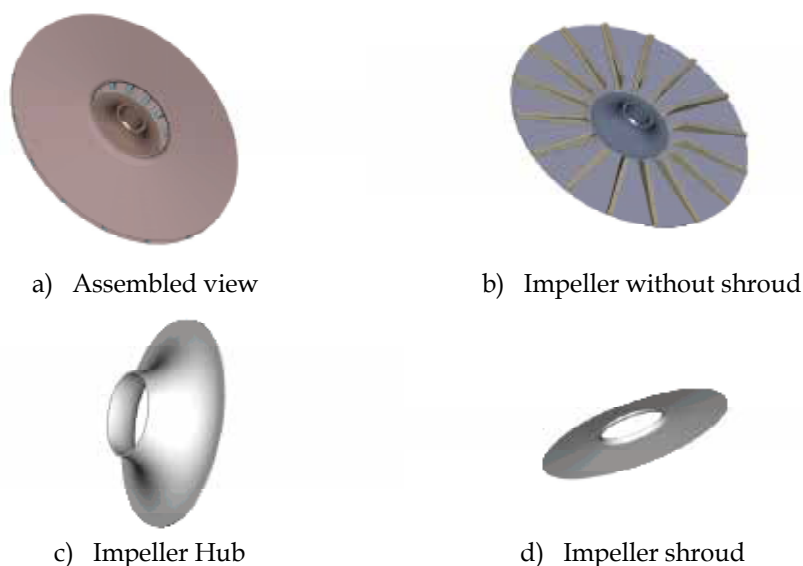 a) Assembled view
b) Impeller without shroud
c) Impeller Hub
d) Impeller shroud